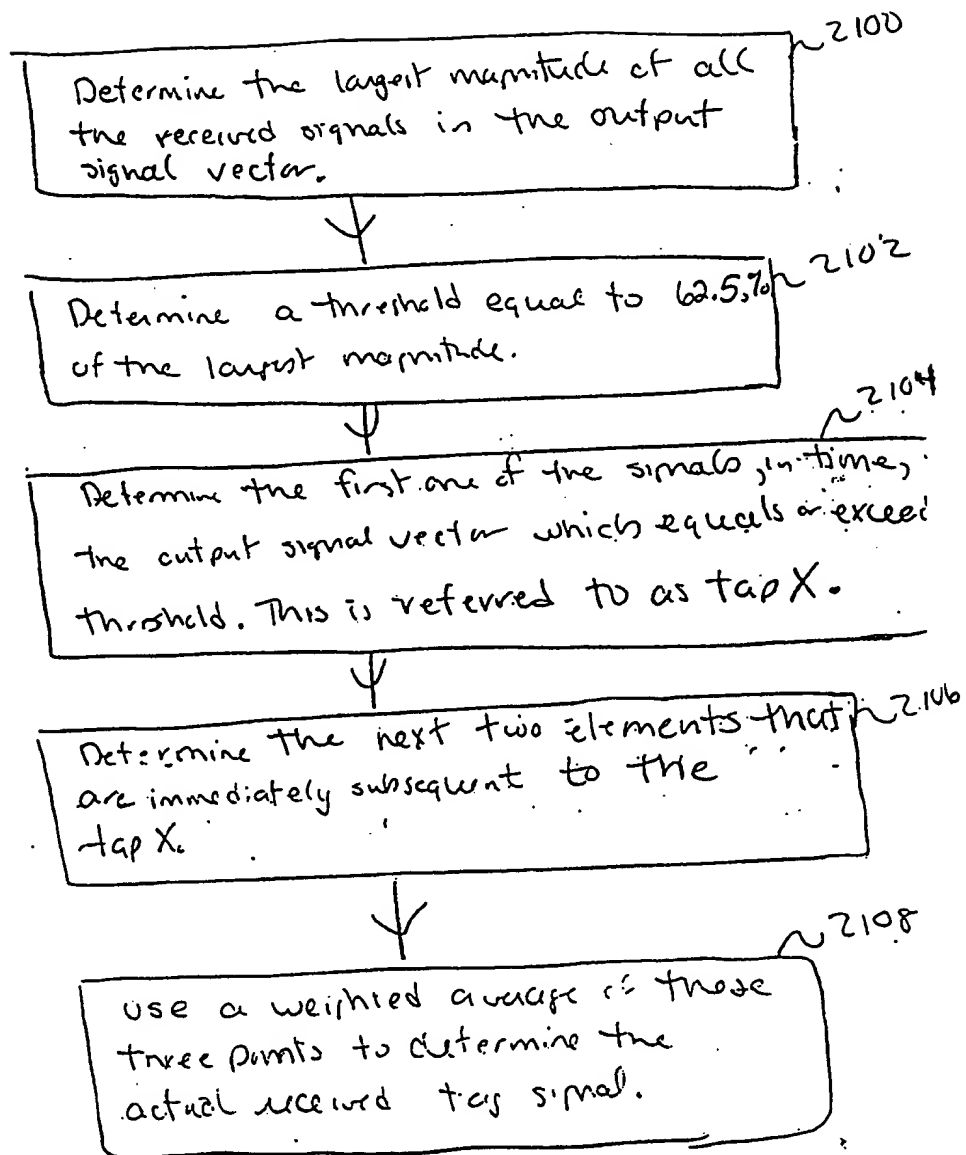 2100
Determine the largest magnitude of all
the received signals in the output
signal vector.
2102
Determine a threshold equal to 62.5%
of the largest magnitude.
2104
Determine the first one of the signals, in time,
the output signal vector which equals or exceed
threshold. This is referred to as tap X.
2106
Determine the next two elements that
are immediately subsequent to the
tap X.
2108
use a weighted average of these
three points to determine the
actual received tag signal.